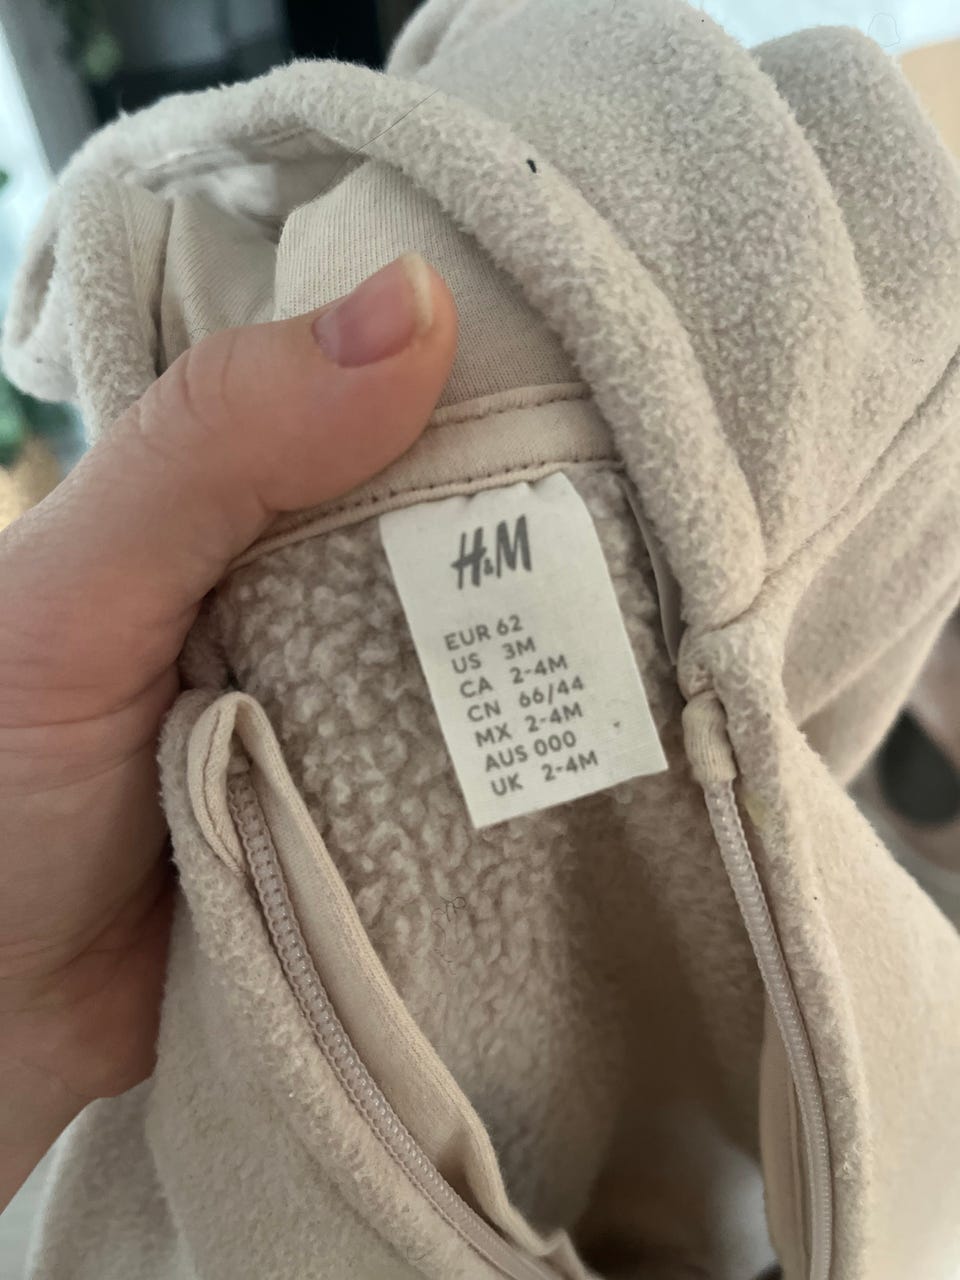 H&M
EUR 62
US 3M
CA 2-4M
CN 66/44
MX 2-4M
AUS 000
UK 2-4M